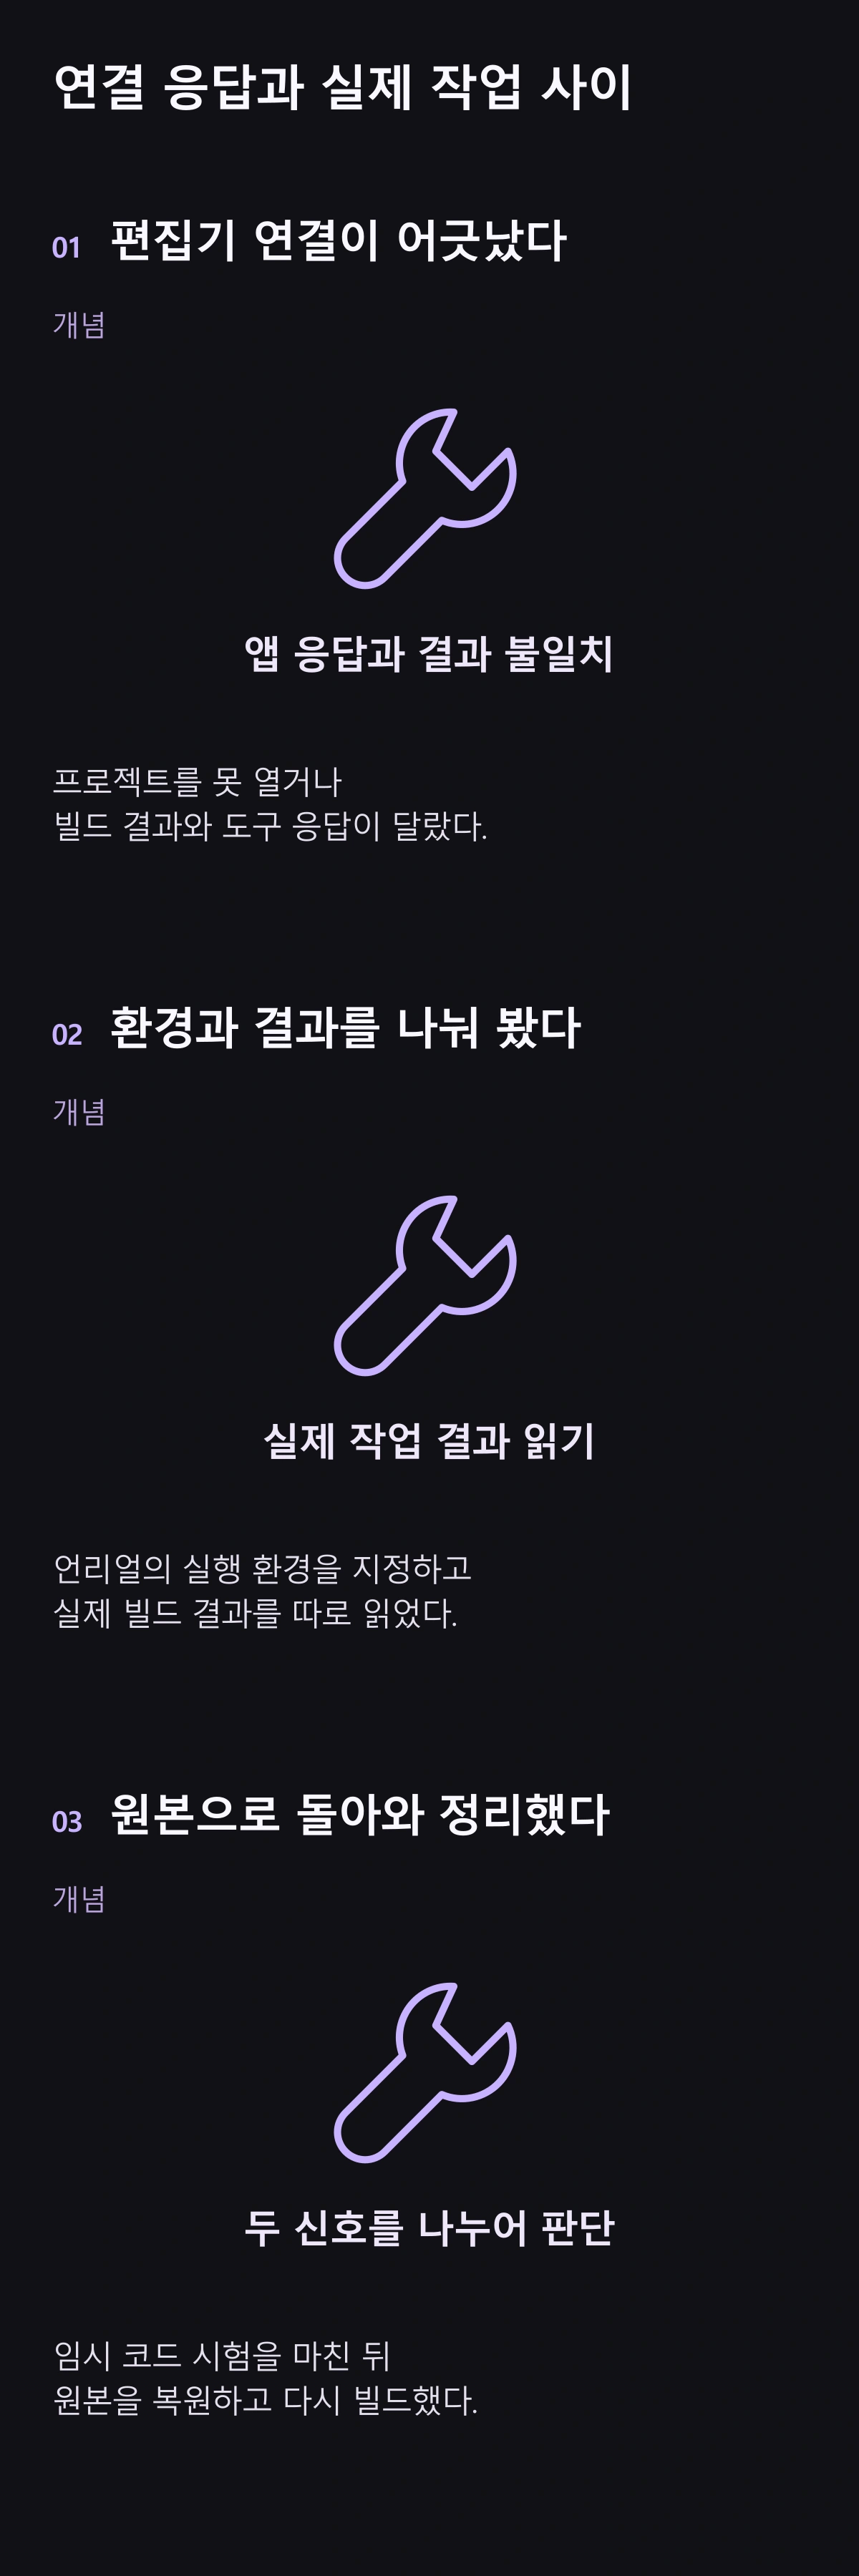 연결 응답과 실제 작업 사이
01 편집기 연결이 어긋났다
개념
앱 응답과 결과 불일치
프로젝트를 못 열거나
빌드 결과와 도구 응답이 달랐다.
02 환경과 결과를 나눠 봤다
개념
실제 작업 결과 읽기
언리얼의 실행 환경을 지정하고
실제 빌드 결과를 따로 읽었다.
03 원본으로 돌아와 정리했다
개념
두 신호를 나누어 판단
임시 코드 시험을 마친 뒤
원본을 복원하고 다시 빌드했다.